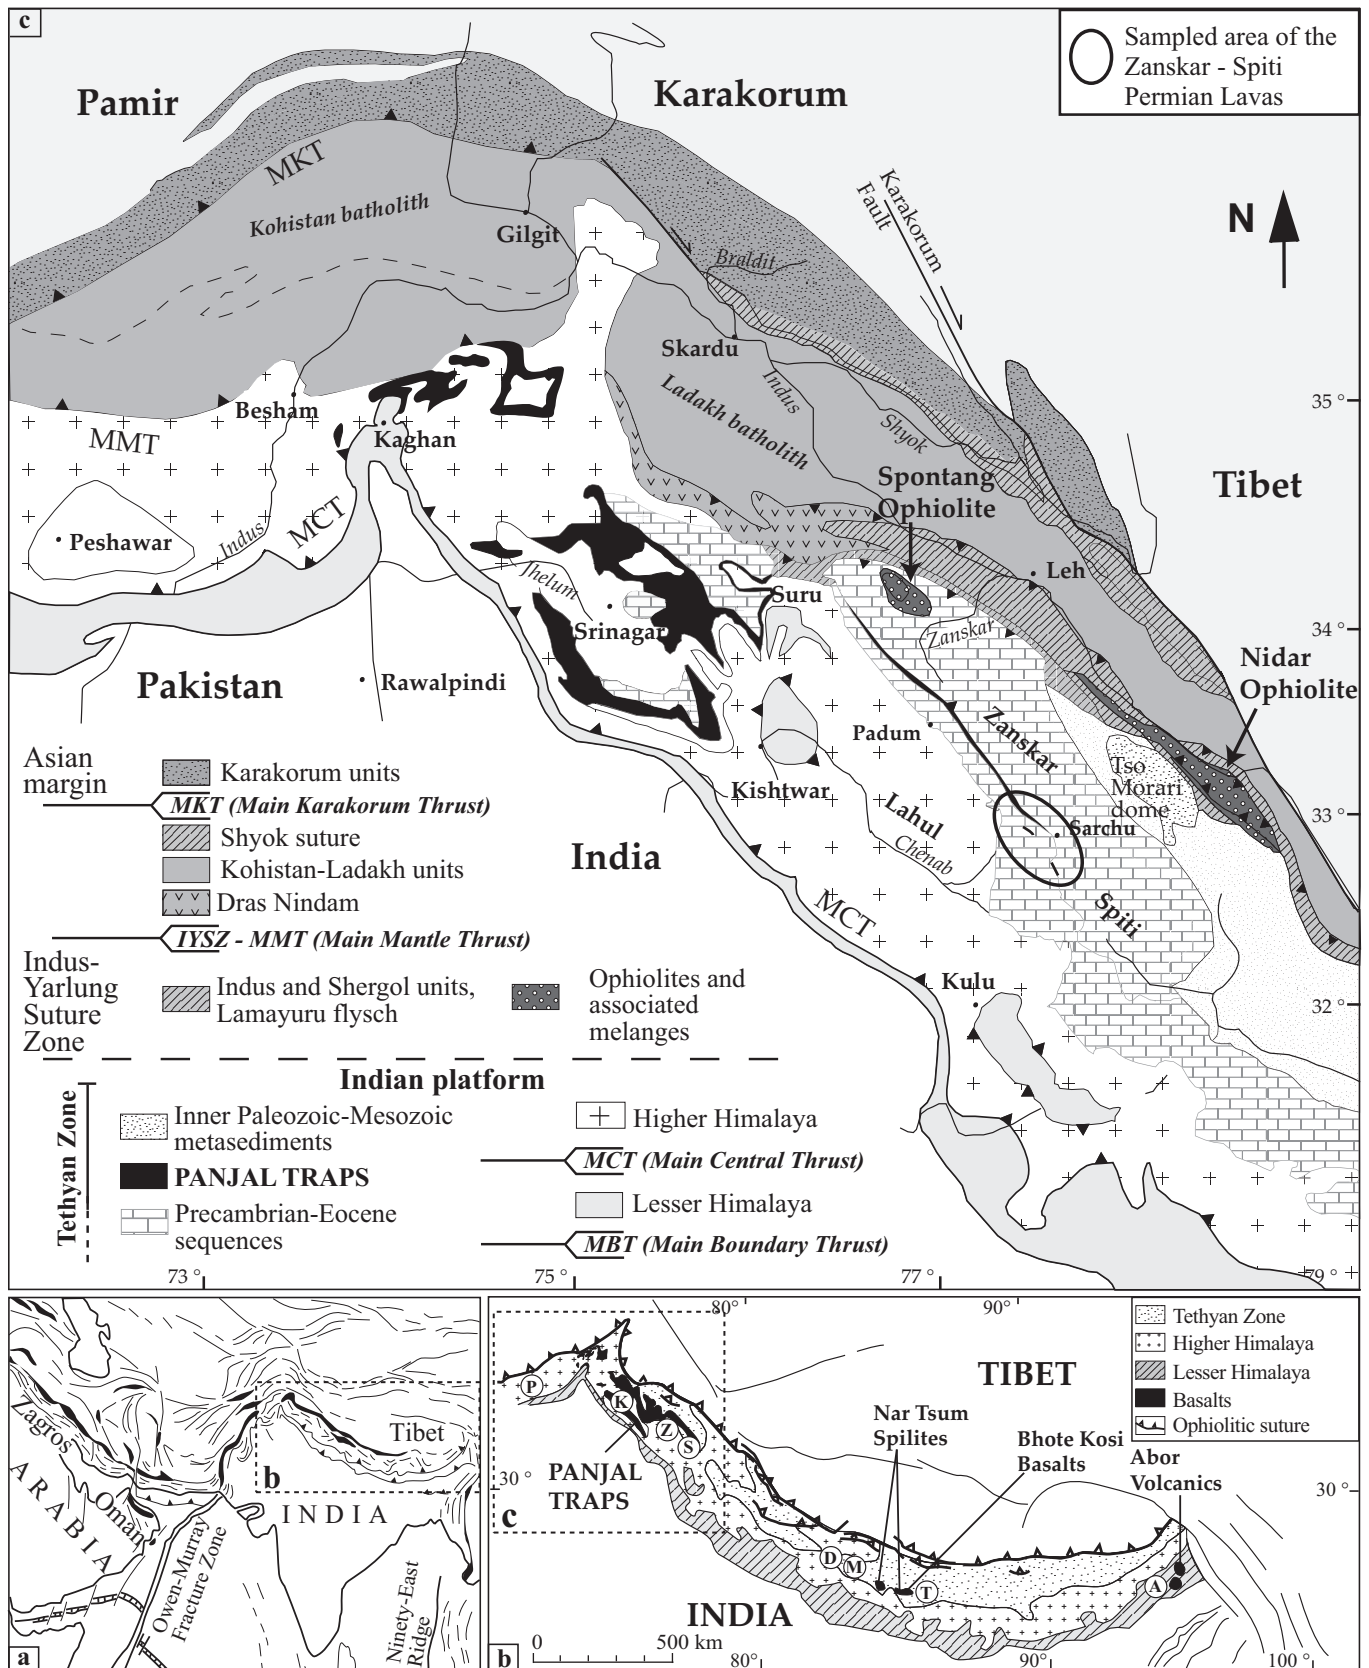 c
Sampled area of the
Zanskar - Spiti
Permian Lavas
Pamir
Karakorum
MKT
Kohistan batholith
Gilgit
Karakorum
Fault
N
Braldit
Skardu
Indus
Ladakh batholith
Shyok
35°
Besham
Kaghan
MMT
MCT
Indus
Peshawar
Spontang
Ophiolite
Tibet
Leh
Jhelum
Srinagar
Suru
Zanskar
34°
Nidar
Ophiolite
Pakistan
Rawalpindi
Padum
Zanskar
Tso
Morari
dome
Kishtwar
Lahul
Chenab
Sarchu
33°
India
MCT
Spiti
Kulu
32°
Asian
margin
Karakorum units
MKT (Main Karakorum Thrust)
Shyok suture
Kohistan-Ladakh units
Dras Nindam
IYSZ - MMT (Main Mantle Thrust)
Indus-
Yarlung
Suture
Zone
Indus and Shergol units,
Lamayuru flysch
Ophiolites and
associated
melanges
Indian platform
Tethyan Zone
Inner Paleozoic-Mesozoic
metasediments
PANJAL TRAPS
Precambrian-Eocene
sequences
Higher Himalaya
MCT (Main Central Thrust)
Lesser Himalaya
MBT (Main Boundary Thrust)
73 °
75 °
77 °
79 °
Zagros
ARABIA
Oman
Owen-Murray
Fracture Zone
INDIA
Tibet
Ninety-East
Ridge
b
a
80°
90°
Tethyan Zone
Higher Himalaya
Lesser Himalaya
Basalts
Ophiolitic suture
TIBET
P
K
Z
S
Nar Tsum
Spilites
Bhote Kosi
Basalts
Abor
Volcanics
30 °
30 °
PANJAL
TRAPS
c
D
M
T
A
INDIA
0
500 km
b
80°
90°
100 °